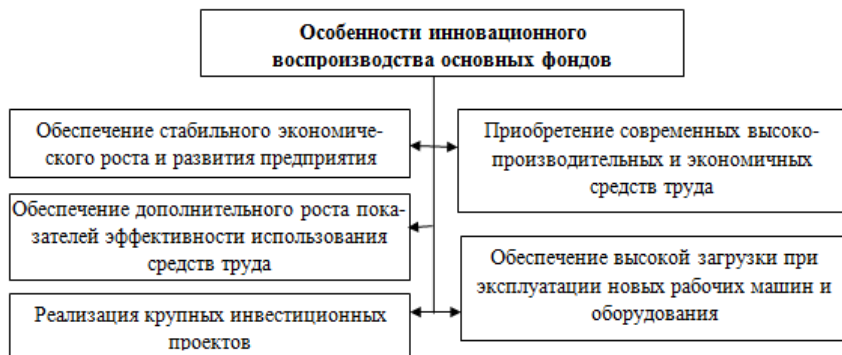 Особенности инновационного
воспроизводства основных фондов
Обеспечение стабильного экономиче-
ского роста и развития предприятия
Приобретение современных высоко-
производительных и экономичных
средств труда
Обеспечение дополнительного роста пока-
зателей эффективности использования
средств труда
Обеспечение высокой загрузки при
эксплуатации новых рабочих машин и
оборудования
Реализация крупных инвестиционных
проектов